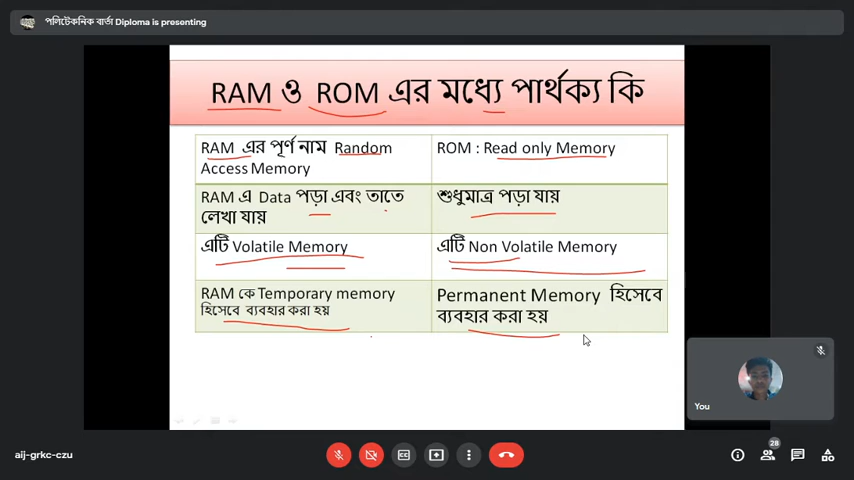 পলিটেকনিক বার্তা Diploma is presenting
RAM ও ROM এর মধ্যে পার্থক্য কি
RAM এর পূর্ণ নাম Random
Access Memory
ROM : Read only Memory
RAM এ Data পড়া এবং তাতে
লেখা যায়
শুধুমাত্র পড়া যায়
এটি Volatile Memory
এটি Non Volatile Memory
RAM কে Temporary memory
হিসেবে ব্যবহার করা হয়
Permanent Memory হিসেবে
ব্যবহার করা হয়
You
aij-grkc-czu
28